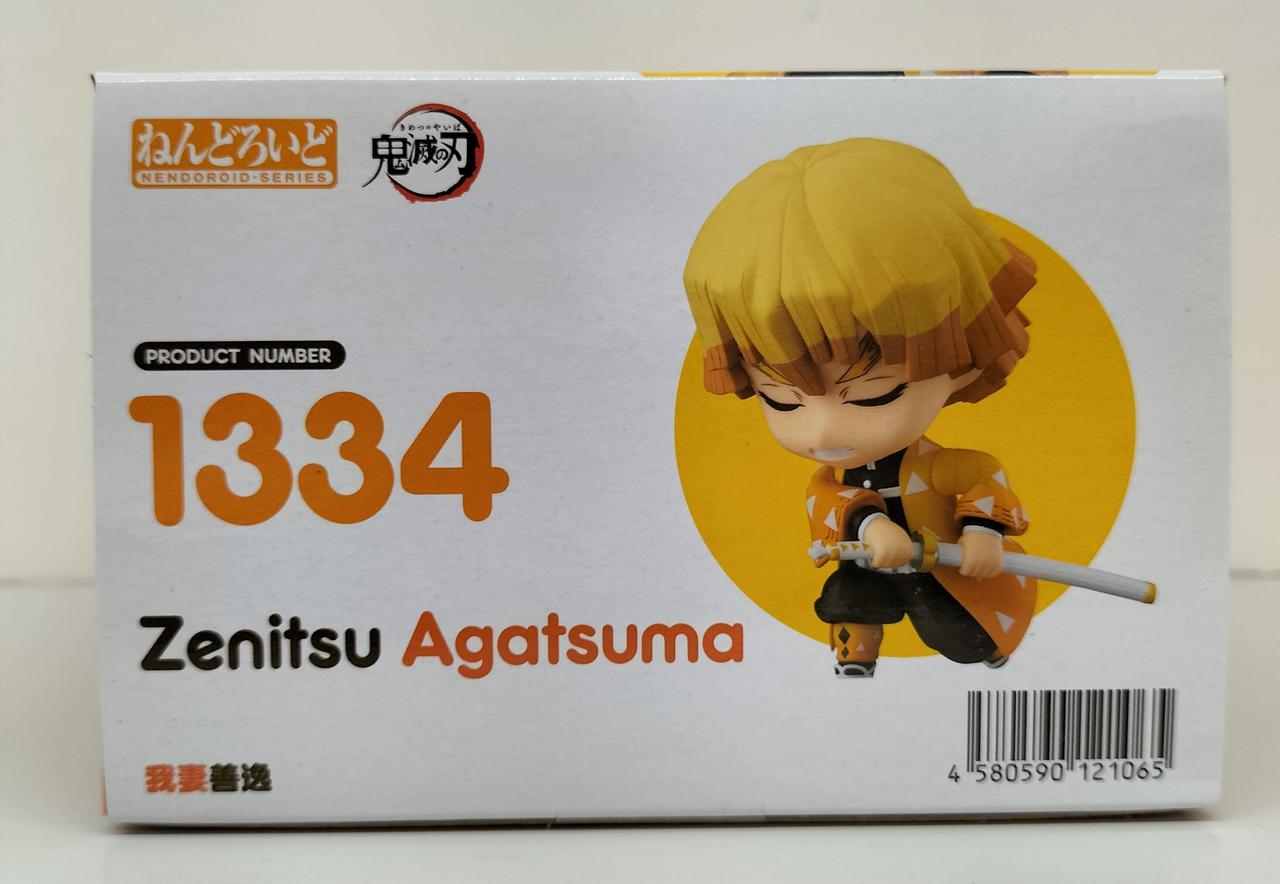 ねんどろいど
NENDOROID-SERIES
きめつのやいば
鬼滅の刃
PRODUCT NUMBER
1334
Zenitsu Agatsuma
我妻善逸
4 580590 121065